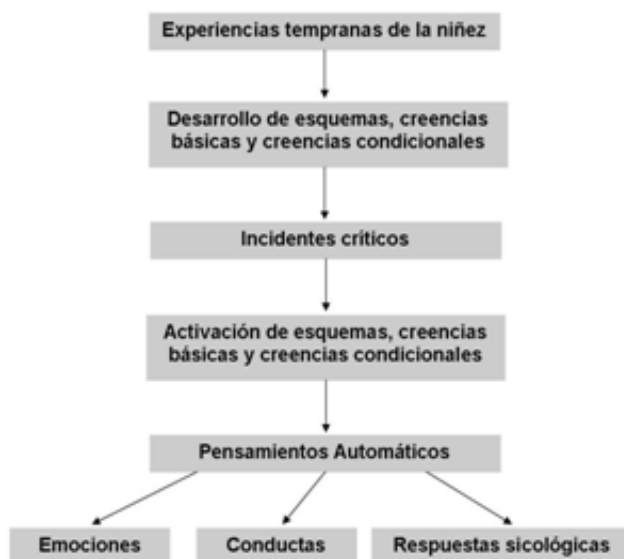 Experiencias tempranas de la niñez
Desarrollo de esquemas, creencias
básicas y creencias condicionales
Incidentes críticos
Activación de esquemas, creencias
básicas y creencias condicionales
Pensamientos Automáticos
Emociones
Conductas
Respuestas sicológicas